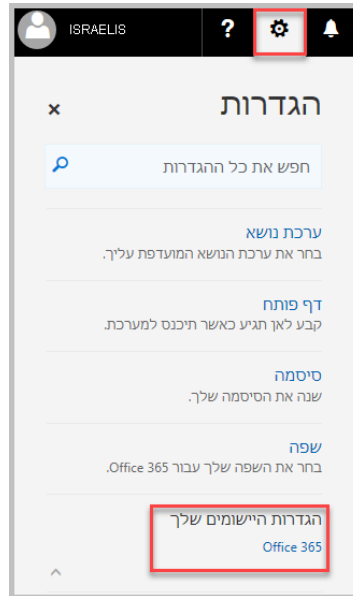 ISRAELIS ?
הגדרות ×
חפש את כל ההגדרות
ערכת נושא
בחר את ערכת הנושא המועדפת עליך.
דף פותח
קבע לאן תגיע כאשר תיכנס למערכת.
סיסמה
שנה את הסיסמה שלך.
שפה
בחר את השפה שלך עבור Office 365.
הגדרות היישומים שלך
Office 365